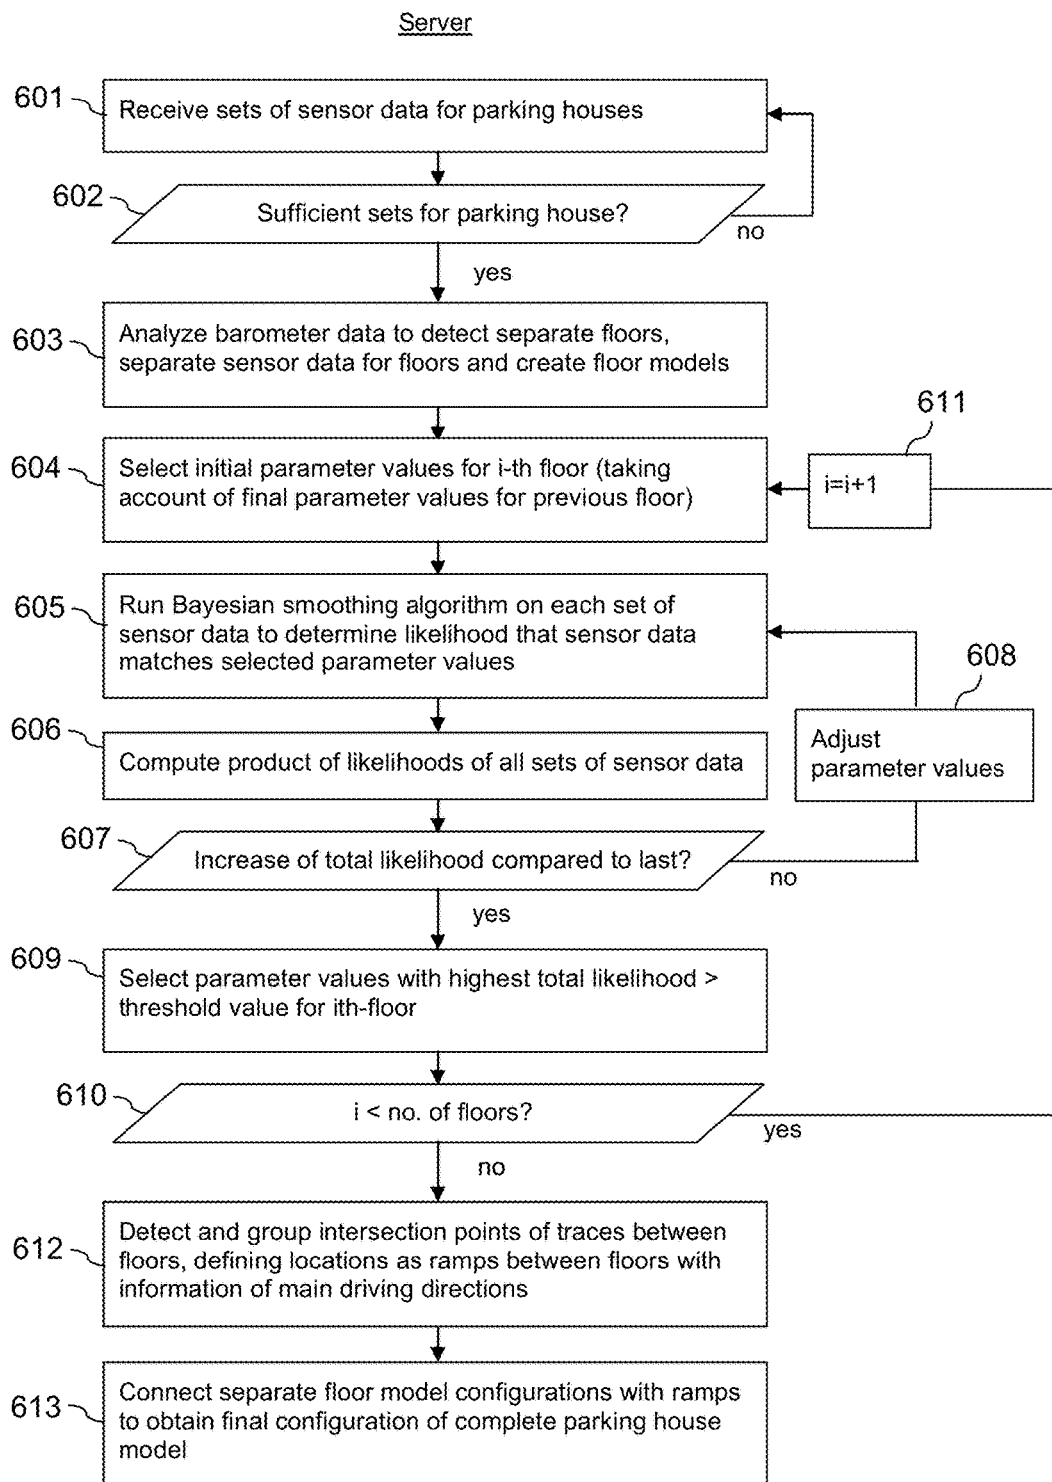 Server
601
Receive sets of sensor data for parking houses
602
Sufficient sets for parking house?
no
yes
603
Analyze barometer data to detect separate floors,
separate sensor data for floors and create floor models
611
i=i+1
604
Select initial parameter values for i-th floor (taking
account of final parameter values for previous floor)
605
Run Bayesian smoothing algorithm on each set of
sensor data to determine likelihood that sensor data
matches selected parameter values
608
Adjust
parameter values
606
Compute product of likelihoods of all sets of sensor data
607
Increase of total likelihood compared to last?
no
yes
609
Select parameter values with highest total likelihood >
threshold value for ith-floor
610
i < no. of floors?
yes
no
612
Detect and group intersection points of traces between
floors, defining locations as ramps between floors with
information of main driving directions
613
Connect separate floor model configurations with ramps
to obtain final configuration of complete parking house
model